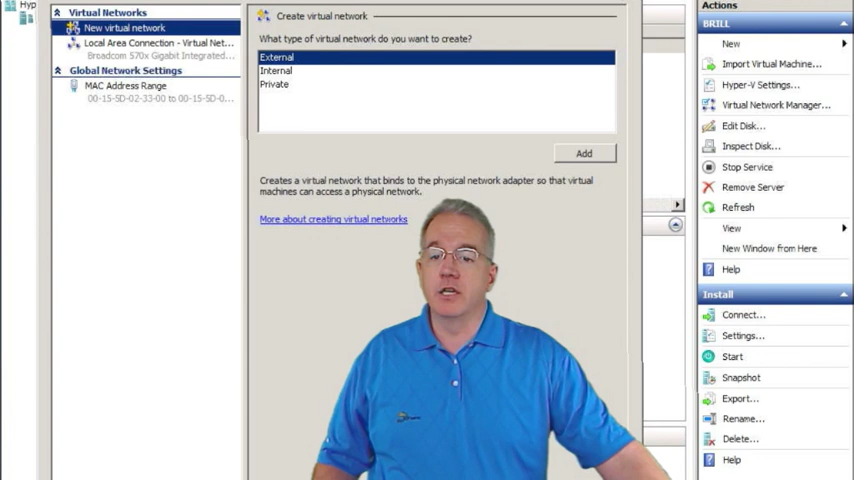 Hyp
Virtual Networks
New virtual network
Local Area Connection - Virtual Net...
Broadcom 570x Gigabit Integrated...
Global Network Settings
MAC Address Range
00-15-5D-02-33-00 to 00-15-5D-0...
Create virtual network
What type of virtual network do you want to create?
External
Internal
Private
Add
Creates a virtual network that binds to the physical network adapter so that virtual
machines can access a physical network.
More about creating virtual networks
Actions
BRILL
New
Import Virtual Machine...
Hyper-V Settings...
Virtual Network Manager...
Edit Disk...
Inspect Disk...
Stop Service
Remove Server
Refresh
View
New Window from Here
Help
Install
Connect...
Settings...
Start
Snapshot
Export...
Rename...
Delete...
Help